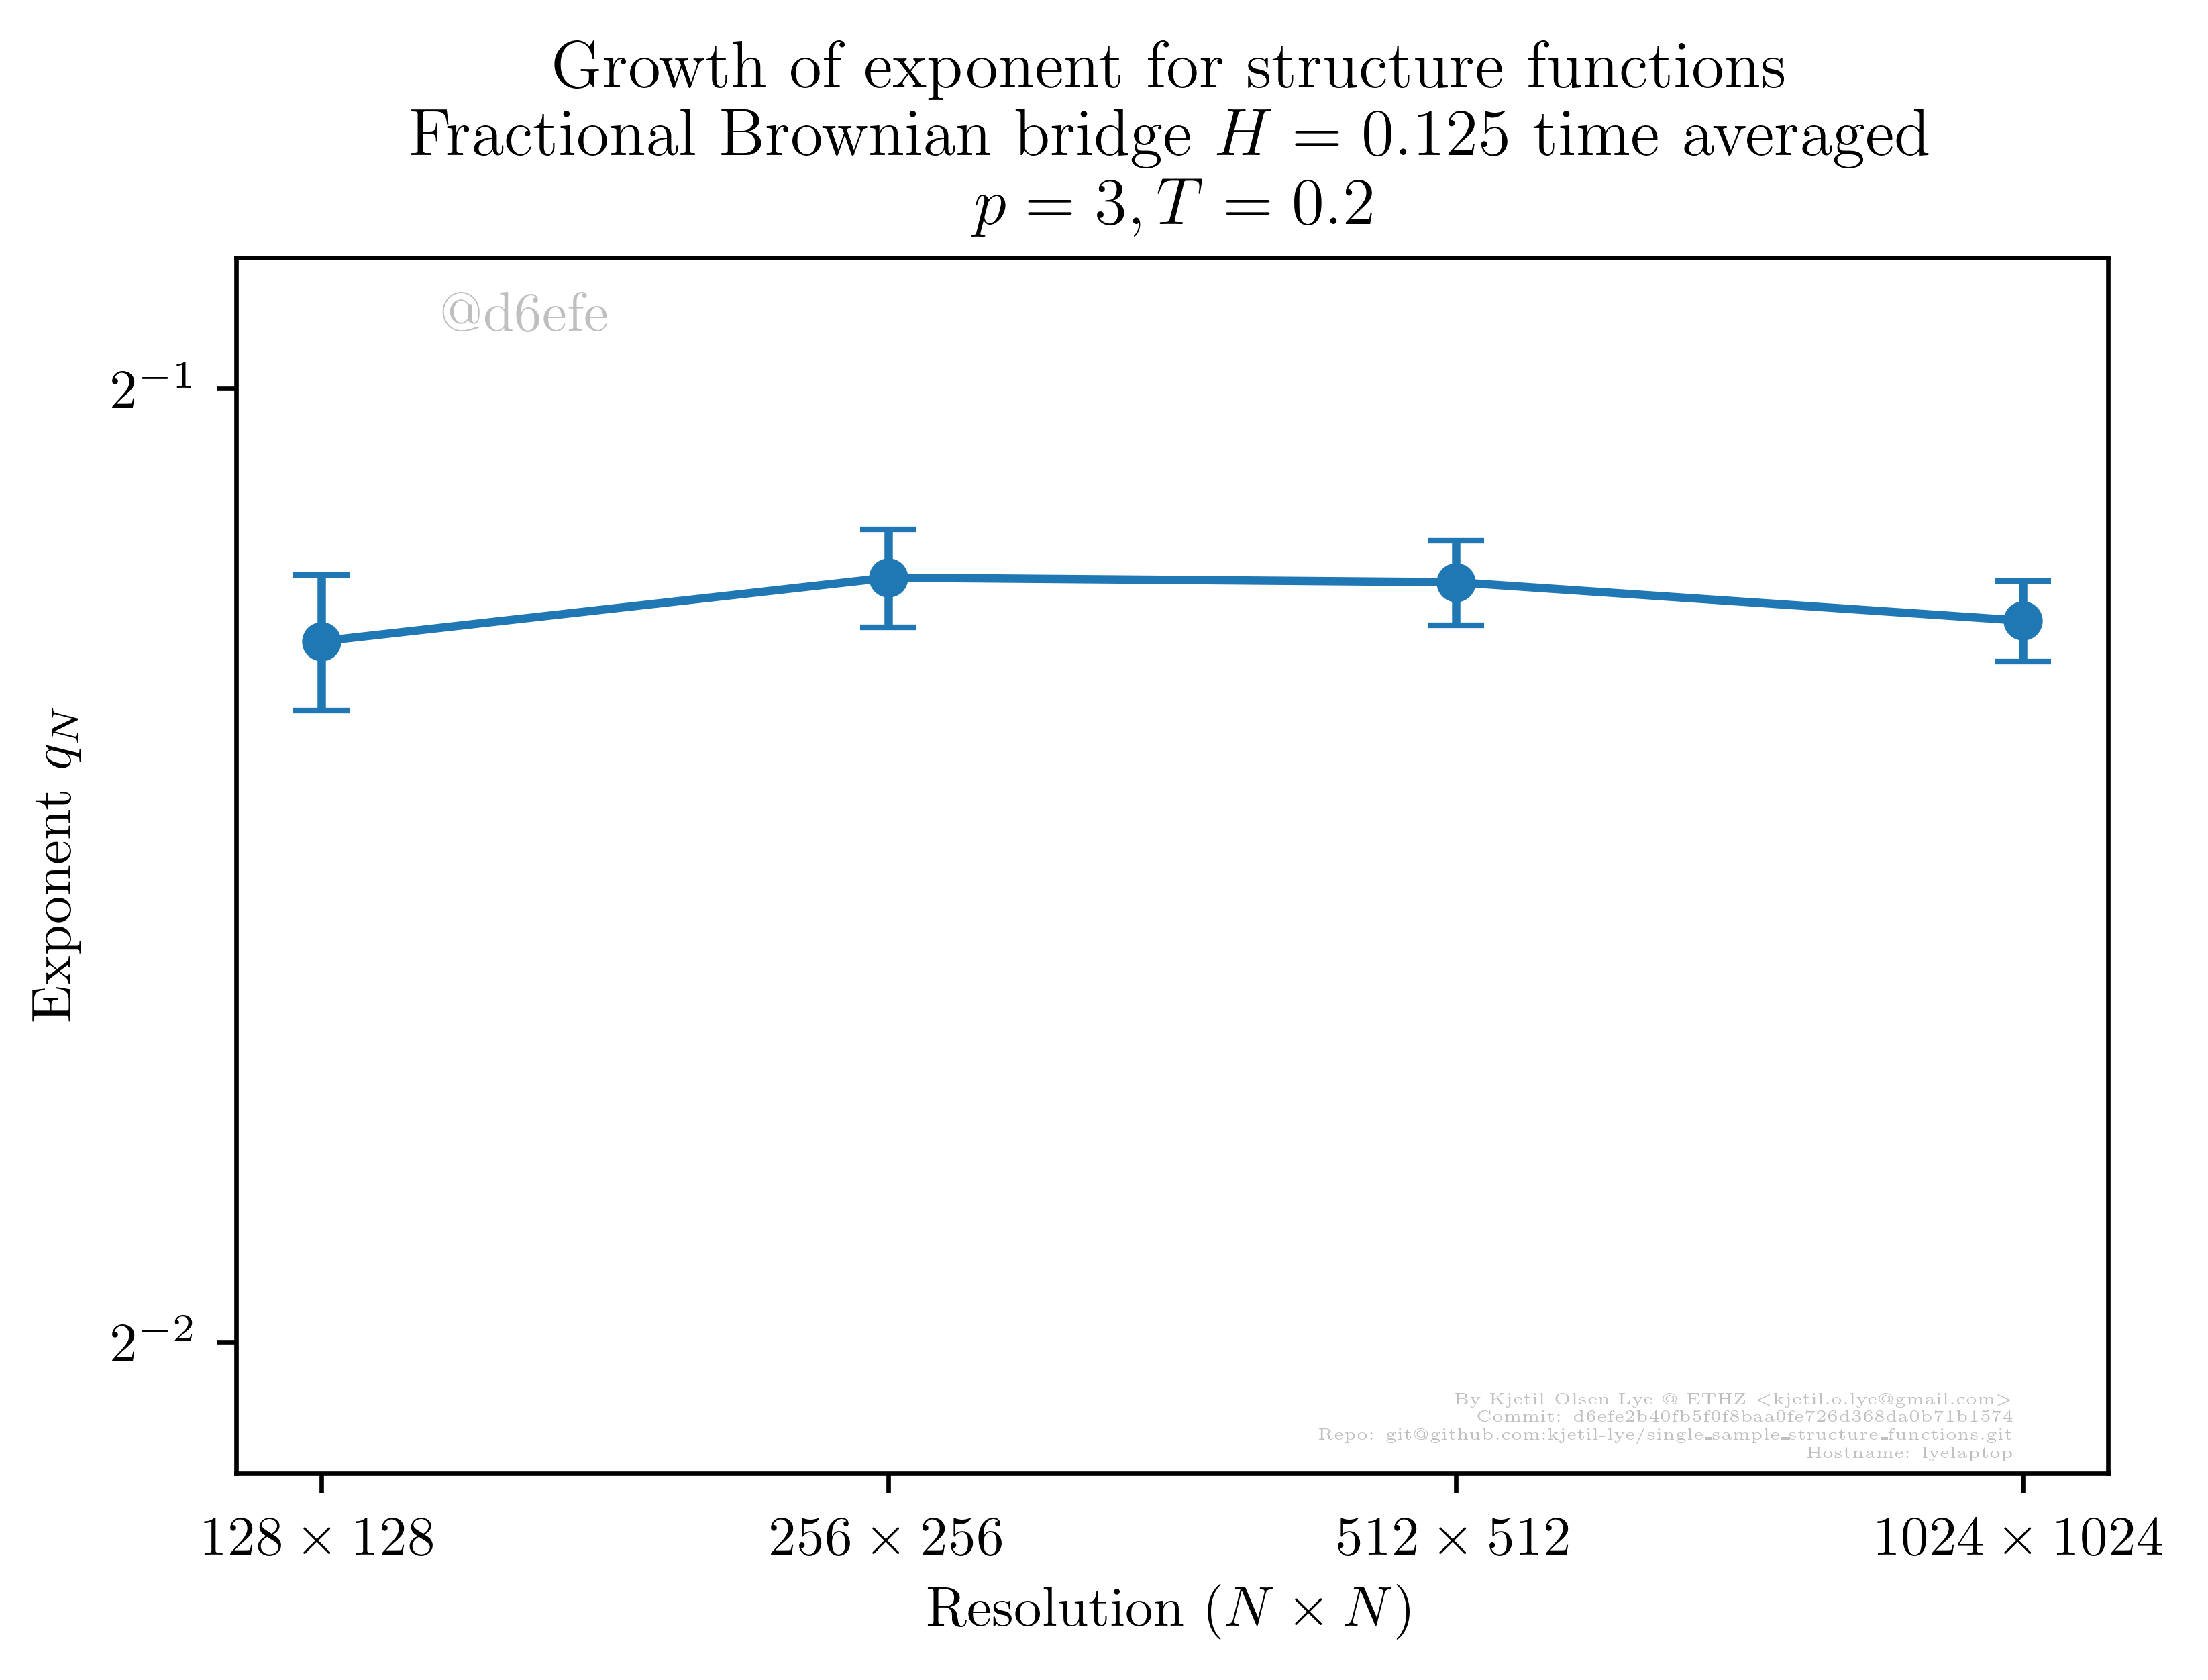 Growth of exponent for structure functions
Fractional Brownian bridge H = 0.125 time averaged
p = 3, T = 0.2
@d6efe
2⁻¹
Exponent q_N
2⁻²
By Kjetil Olsen Lye @ ETHZ <kjetil.o.lye@gmail.com>
Commit: d6efe2b40fb5f0f8baa0fe726d368da0b71b1574
Repo: git@github.com:kjetil-lye/single_sample_structure_functions.git
Hostname: lyelaptop
128 × 128 256 × 256 512 × 512 1024 × 1024
Resolution (N × N)